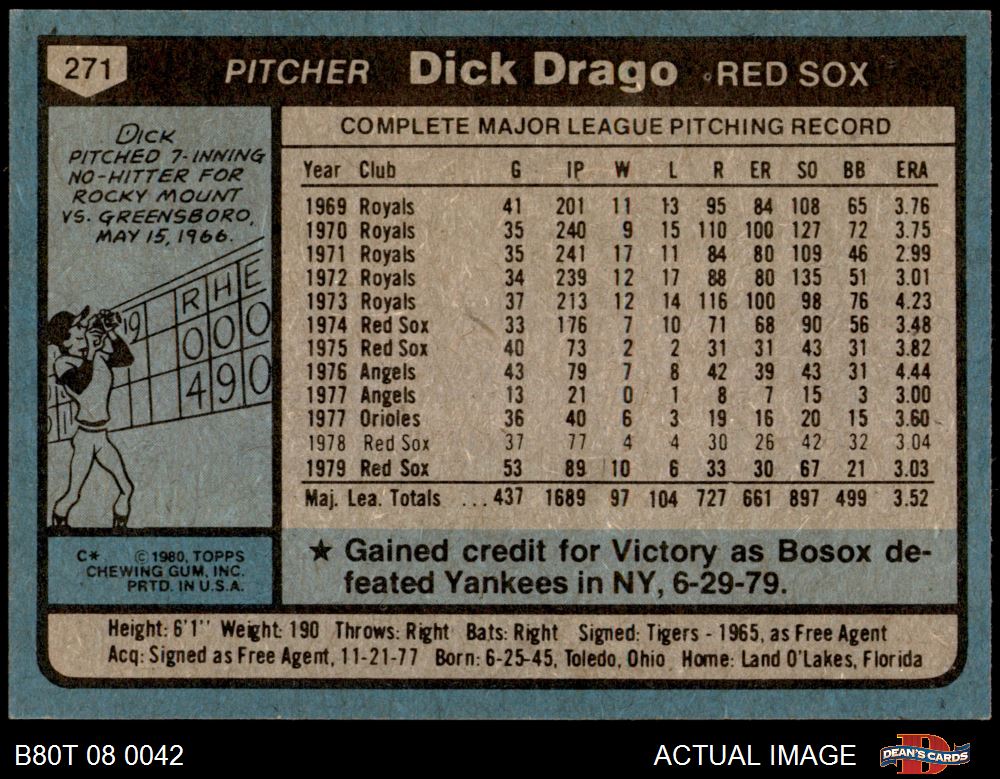 271
PITCHER Dick Drago RED SOX
DICK
PITCHED 7-INNING
NO-HITTER FOR
ROCKY MOUNT
VS. GREENSBORO,
MAY 15, 1966.
19 R H E
0 0 0
4 9 0
COMPLETE MAJOR LEAGUE PITCHING RECORD
Year Club G IP W L R ER SO BB ERA
1969 Royals 41 201 11 13 95 84 108 65 3.76
1970 Royals 35 240 9 15 110 100 127 72 3.75
1971 Royals 35 241 17 11 84 80 109 46 2.99
1972 Royals 34 239 12 17 88 80 135 51 3.01
1973 Royals 37 213 12 14 116 100 98 76 4.23
1974 Red Sox 33 176 7 10 71 68 90 56 3.48
1975 Red Sox 40 73 2 2 31 31 43 31 3.82
1976 Angels 43 79 7 8 42 39 43 31 4.44
1977 Angels 13 21 0 1 8 7 15 3 3.00
1977 Orioles 36 40 6 3 19 16 20 15 3.60
1978 Red Sox 37 77 4 4 30 26 42 32 3.04
1979 Red Sox 53 89 10 6 33 30 67 21 3.03
Maj. Lea. Totals ...437 1689 97 104 727 661 897 499 3.52
C* © 1980, TOPPS
CHEWING GUM, INC.
PRTD. IN U.S.A.
★ Gained credit for Victory as Bosox de-
feated Yankees in NY, 6-29-79.
Height: 6'1" Weight: 190 Throws: Right Bats: Right Signed: Tigers - 1965, as Free Agent
Acq: Signed as Free Agent, 11-21-77 Born: 6-25-45, Toledo, Ohio Home: Land O'Lakes, Florida
B80T 08 0042 ACTUAL IMAGE DEAN'S CARDS